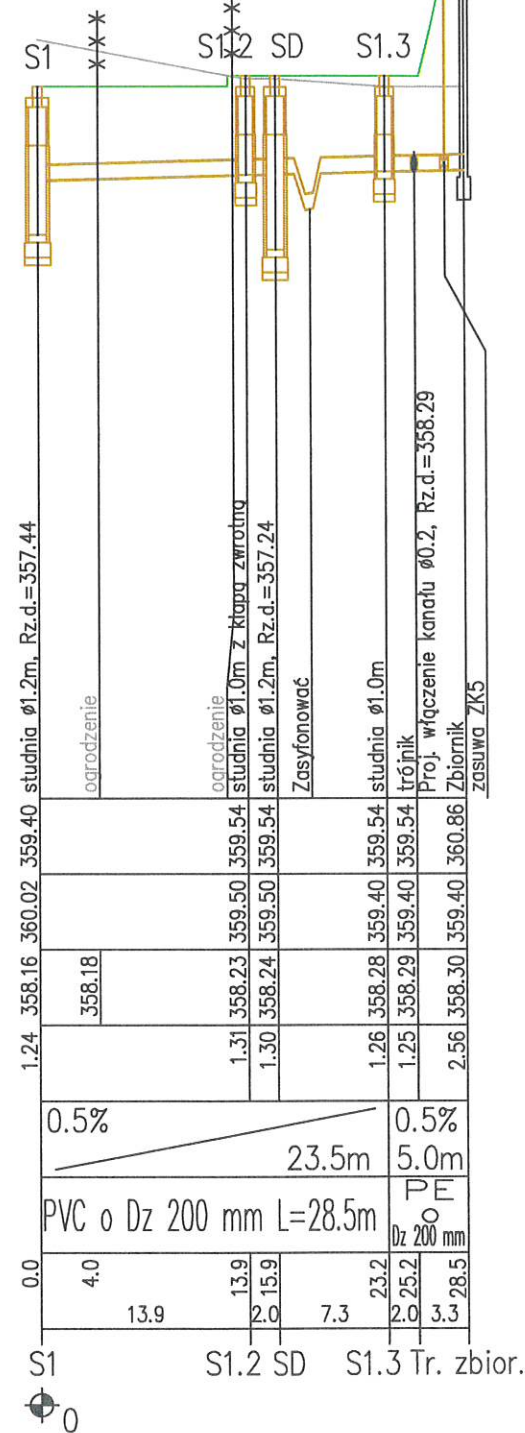 S1 S1.2 SD S1.3
studnia ø1.2m, Rz.d.=357.44
ogrodzenie
ogrodzenie
studnia ø1.0m z klapą zwrotną
studnia ø1.2m, Rz.d.=357.24
Zasyfonować
studnia ø1.0m
trójnik
Proj. włączenie kanału ø0.2, Rz.d.=358.29
Zbiornik
zasuwa ZK5
359.40 359.54 359.54 359.54 359.54 360.86
360.02 359.50 359.50 359.40 359.40 359.40
358.16 358.18 358.23 358.24 358.28 358.29 358.30
1.24 1.31 1.30 1.26 1.25 2.56
0.5% 0.5%
23.5m 5.0m
PVC o Dz 200 mm L=28.5m
PE
o
Dz 200 mm
0.0 4.0 13.9 15.9 23.2 25.2 28.5
13.9 2.0 7.3 2.0 3.3
S1 S1.2 SD S1.3 Tr. zbior.
0